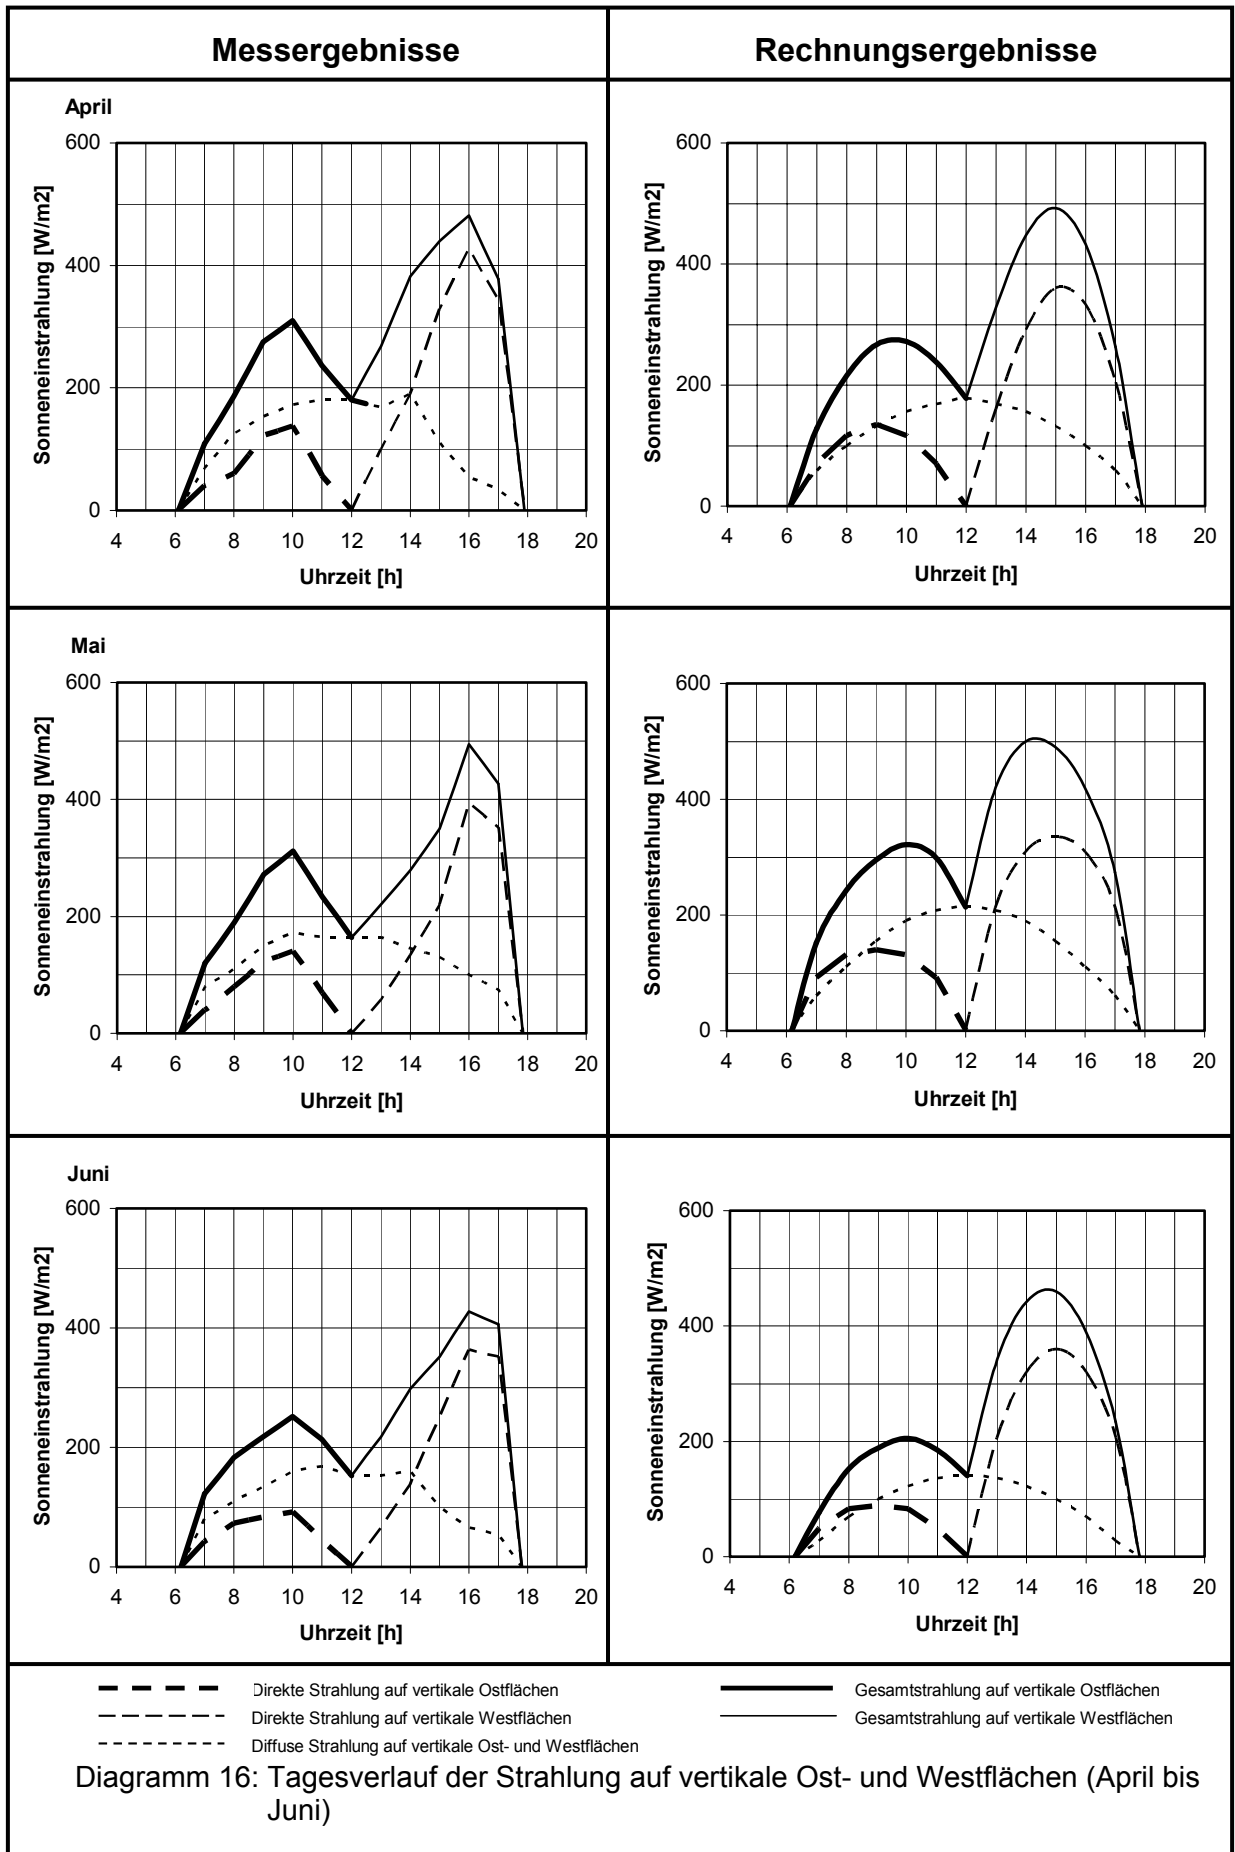 Messergebnisse
Rechnungsergebnisse
April
600
400
200
0
4 6 8 10 12 14 16 18 20
Sonneneinstrahlung [W/m2]
Uhrzeit [h]
600
400
200
0
4 6 8 10 12 14 16 18 20
Sonneneinstrahlung [W/m2]
Uhrzeit [h]
Mai
600
400
200
0
4 6 8 10 12 14 16 18 20
Sonneneinstrahlung [W/m2]
Uhrzeit [h]
600
400
200
0
4 6 8 10 12 14 16 18 20
Sonneneinstrahlung [W/m2]
Uhrzeit [h]
Juni
600
400
200
0
4 6 8 10 12 14 16 18 20
Sonneneinstrahlung [W/m2]
Uhrzeit [h]
600
400
200
0
4 6 8 10 12 14 16 18 20
Sonneneinstrahlung [W/m2]
Uhrzeit [h]
Direkte Strahlung auf vertikale Ostflächen
Direkte Strahlung auf vertikale Westflächen
Diffuse Strahlung auf vertikale Ost- und Westflächen
Gesamtstrahlung auf vertikale Ostflächen
Gesamtstrahlung auf vertikale Westflächen
Diagramm 16: Tagesverlauf der Strahlung auf vertikale Ost- und Westflächen (April bis
Juni)